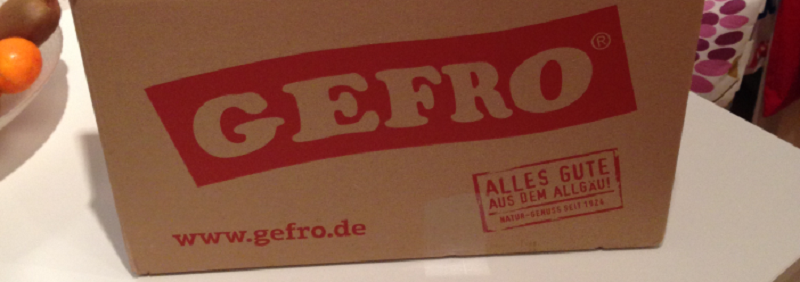 GEFRO®
ALLES GUTE
AUS DEM ALLGÄU!
NATUR-GENUSS SEIT 1924
www.gefro.de